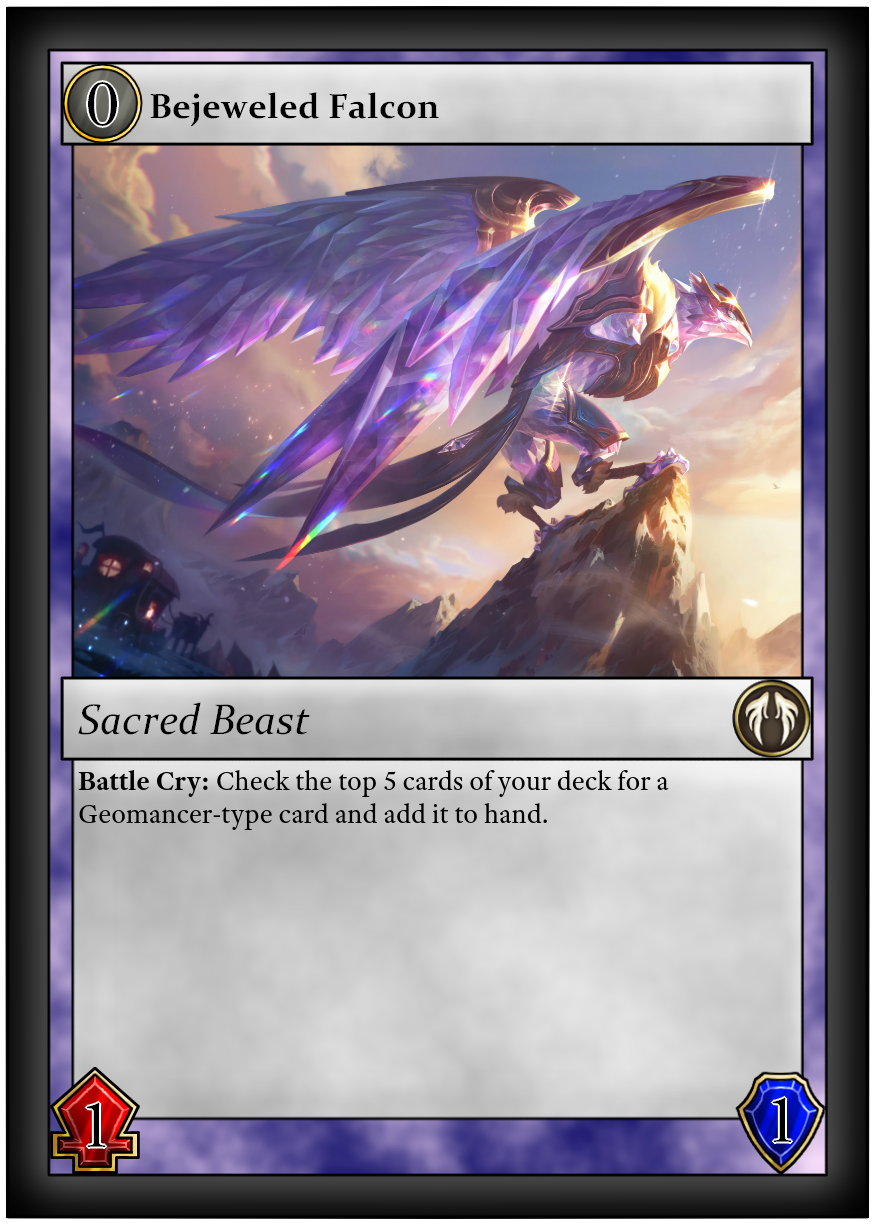 0 Bejeweled Falcon
Sacred Beast
Battle Cry: Check the top 5 cards of your deck for a
Geomancer-type card and add it to hand.
1 1